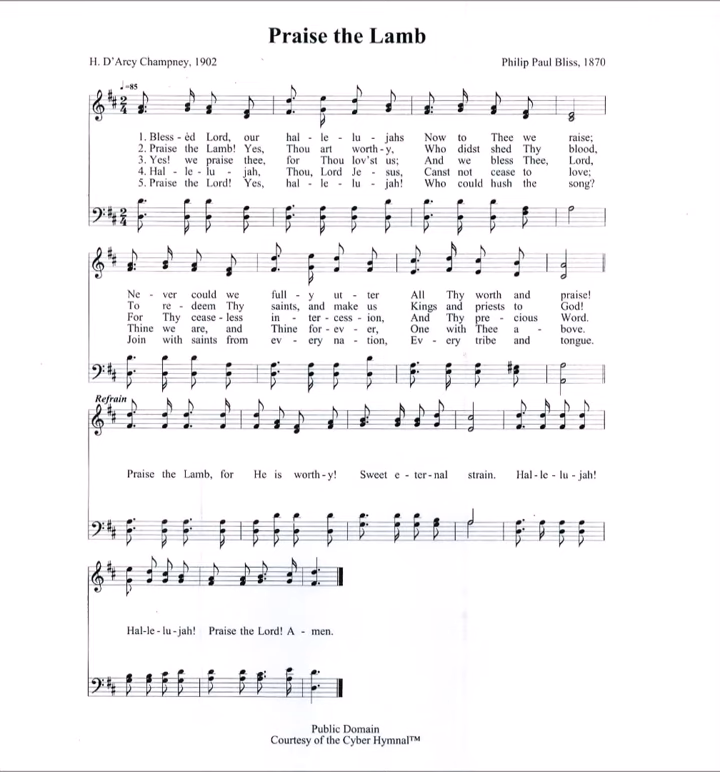 Praise the Lamb
H. D'Arcy Champney, 1902 Philip Paul Bliss, 1870
♩=85
1. Bless - èd Lord, our hal - le - lu - jahs Now to Thee we raise;
2. Praise the Lamb! Yes, Thou art worth-y, Who didst shed Thy blood,
3. Yes! we praise thee, for Thou lov'st us; And we bless Thee, Lord,
4. Hal - le - lu - jah, Thou, Lord Je - sus, Canst not cease to love;
5. Praise the Lord! Yes, hal - le - lu - jah! Who could hush the song?
Ne - ver could we full - y ut - ter All Thy worth and praise!
To re - deem Thy saints, and make us Kings and priests to God!
For Thy cease - less in - ter - cess - ion, And Thy pre - cious Word.
Thine we are, and Thine for - ev - er, One with Thee a - bove.
Join with saints from ev - ery na - tion, Ev - ery tribe and tongue.
Refrain
Praise the Lamb, for He is worth - y! Sweet e - ter - nal strain. Hal - le - lu - jah!
Hal-le - lu - jah! Praise the Lord! A - men.
Public Domain
Courtesy of the Cyber Hymnal™